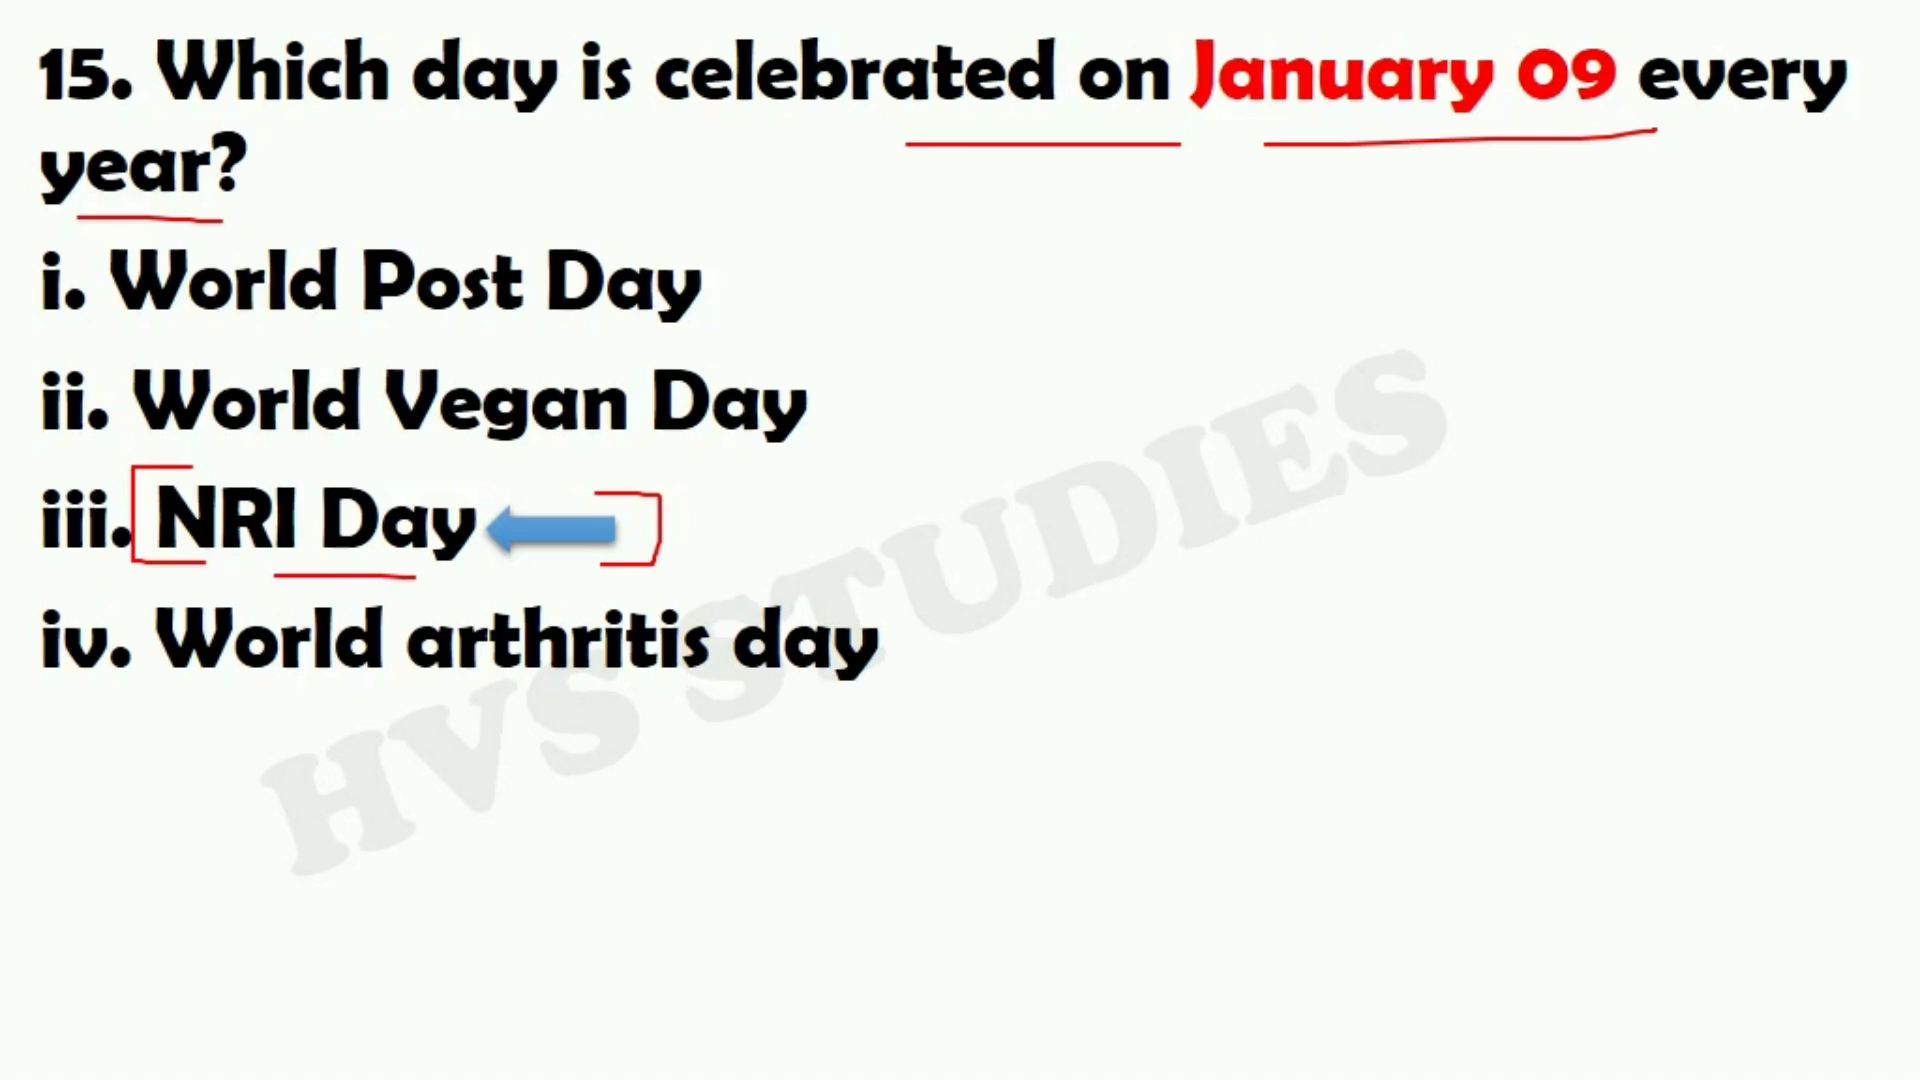 15. Which day is celebrated on January 09 every
year?
i. World Post Day
ii. World Vegan Day
iii. NRI Day
iv. World arthritis day
HVS STUDIES